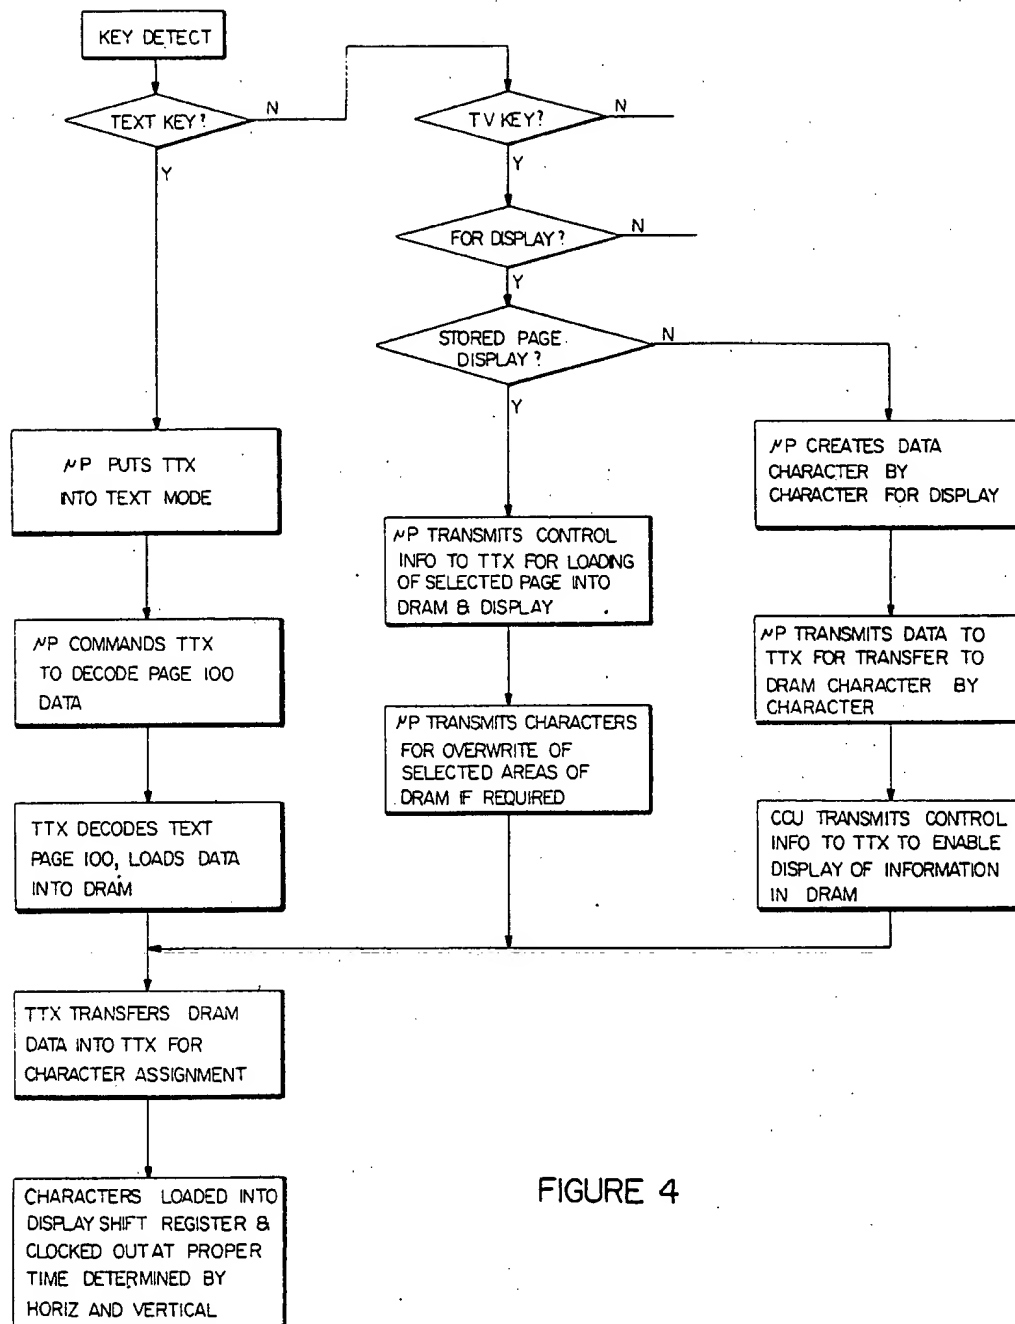 KEY DETECT
TEXT KEY?
N
Y
TV KEY?
N
Y
FOR DISPLAY?
N
Y
STORED PAGE
DISPLAY?
N
Y
μP PUTS TTX
INTO TEXT MODE
μP COMMANDS TTX
TO DECODE PAGE 100
DATA
TTX DECODES TEXT
PAGE 100, LOADS DATA
INTO DRAM
μP TRANSMITS CONTROL
INFO TO TTX FOR LOADING
OF SELECTED PAGE INTO
DRAM & DISPLAY
μP TRANSMITS CHARACTERS
FOR OVERWRITE OF
SELECTED AREAS OF
DRAM IF REQUIRED
μP CREATES DATA
CHARACTER BY
CHARACTER FOR DISPLAY
μP TRANSMITS DATA TO
TTX FOR TRANSFER TO
DRAM CHARACTER BY
CHARACTER
CCU TRANSMITS CONTROL
INFO TO TTX TO ENABLE
DISPLAY OF INFORMATION
IN DRAM
TTX TRANSFERS DRAM
DATA INTO TTX FOR
CHARACTER ASSIGNMENT
CHARACTERS LOADED INTO
DISPLAY SHIFT REGISTER &
CLOCKED OUT AT PROPER
TIME DETERMINED BY
HORIZ AND VERTICAL
FIGURE 4